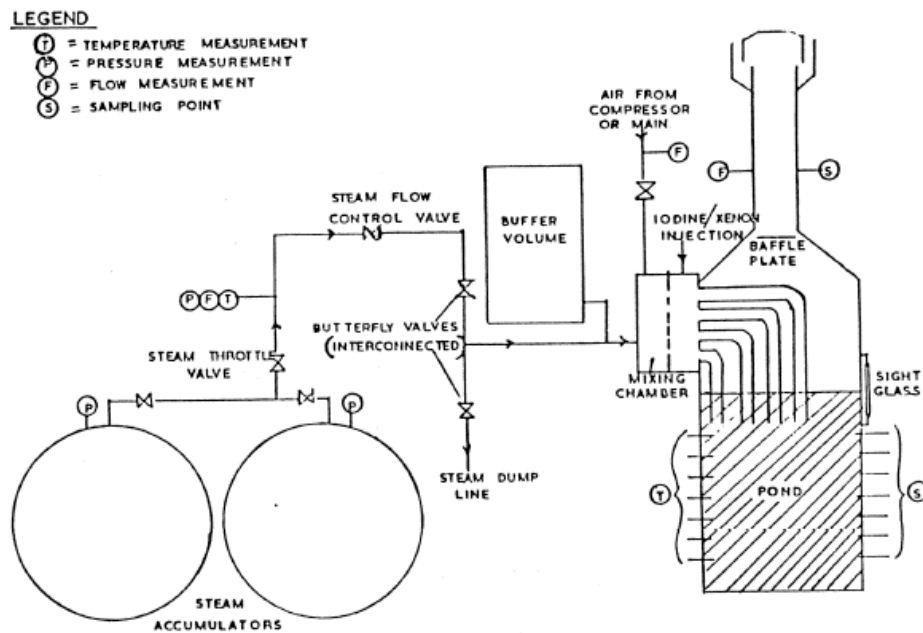 LEGEND
T = TEMPERATURE MEASUREMENT
P = PRESSURE MEASUREMENT
F = FLOW MEASUREMENT
S = SAMPLING POINT
AIR FROM
COMPRESSOR
OR MAIN
F
STEAM FLOW
CONTROL VALVE
BUFFER
VOLUME
IODINE/XENON
INJECTION
F
S
BAFFLE
PLATE
P F T
BUTTERFLY VALVES
(INTERCONNECTED)
STEAM THROTTLE
VALVE
MIXING
CHAMBER
SIGHT
GLASS
P
P
STEAM DUMP
LINE
T
POND
S
STEAM
ACCUMULATORS